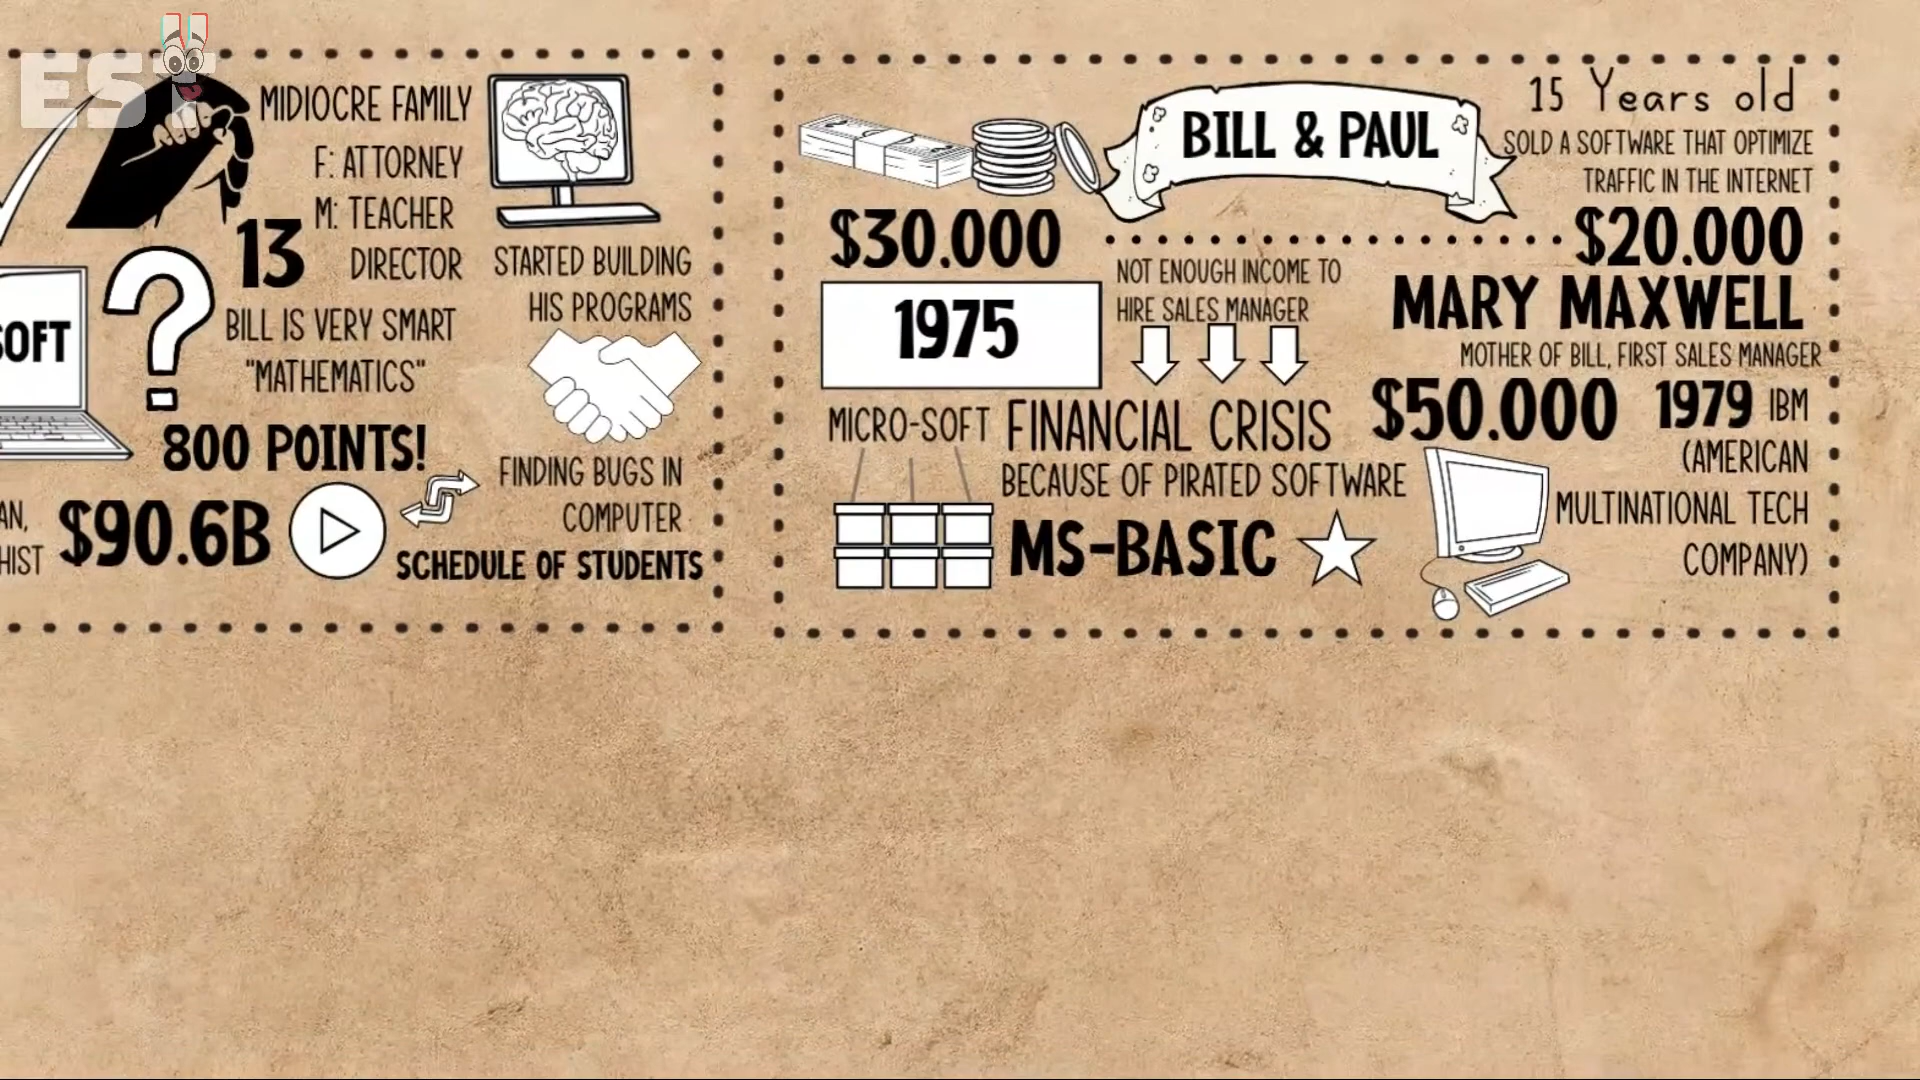 EST
MIDIOCRE FAMILY
F: ATTORNEY
M: TEACHER
DIRECTOR
13
BILL IS VERY SMART
"MATHEMATICS"
800 POINTS!
SOFT
AN,
HIST
$90.6B
STARTED BUILDING
HIS PROGRAMS
FINDING BUGS IN
COMPUTER
SCHEDULE OF STUDENTS
BILL & PAUL
15 Years old
SOLD A SOFTWARE THAT OPTIMIZE
TRAFFIC IN THE INTERNET
$20.000
$30.000
1975
MICRO-SOFT
NOT ENOUGH INCOME TO
HIRE SALES MANAGER
FINANCIAL CRISIS
BECAUSE OF PIRATED SOFTWARE
MS-BASIC
MARY MAXWELL
MOTHER OF BILL, FIRST SALES MANAGER
$50.000
1979 IBM
(AMERICAN
MULTINATIONAL TECH
COMPANY)